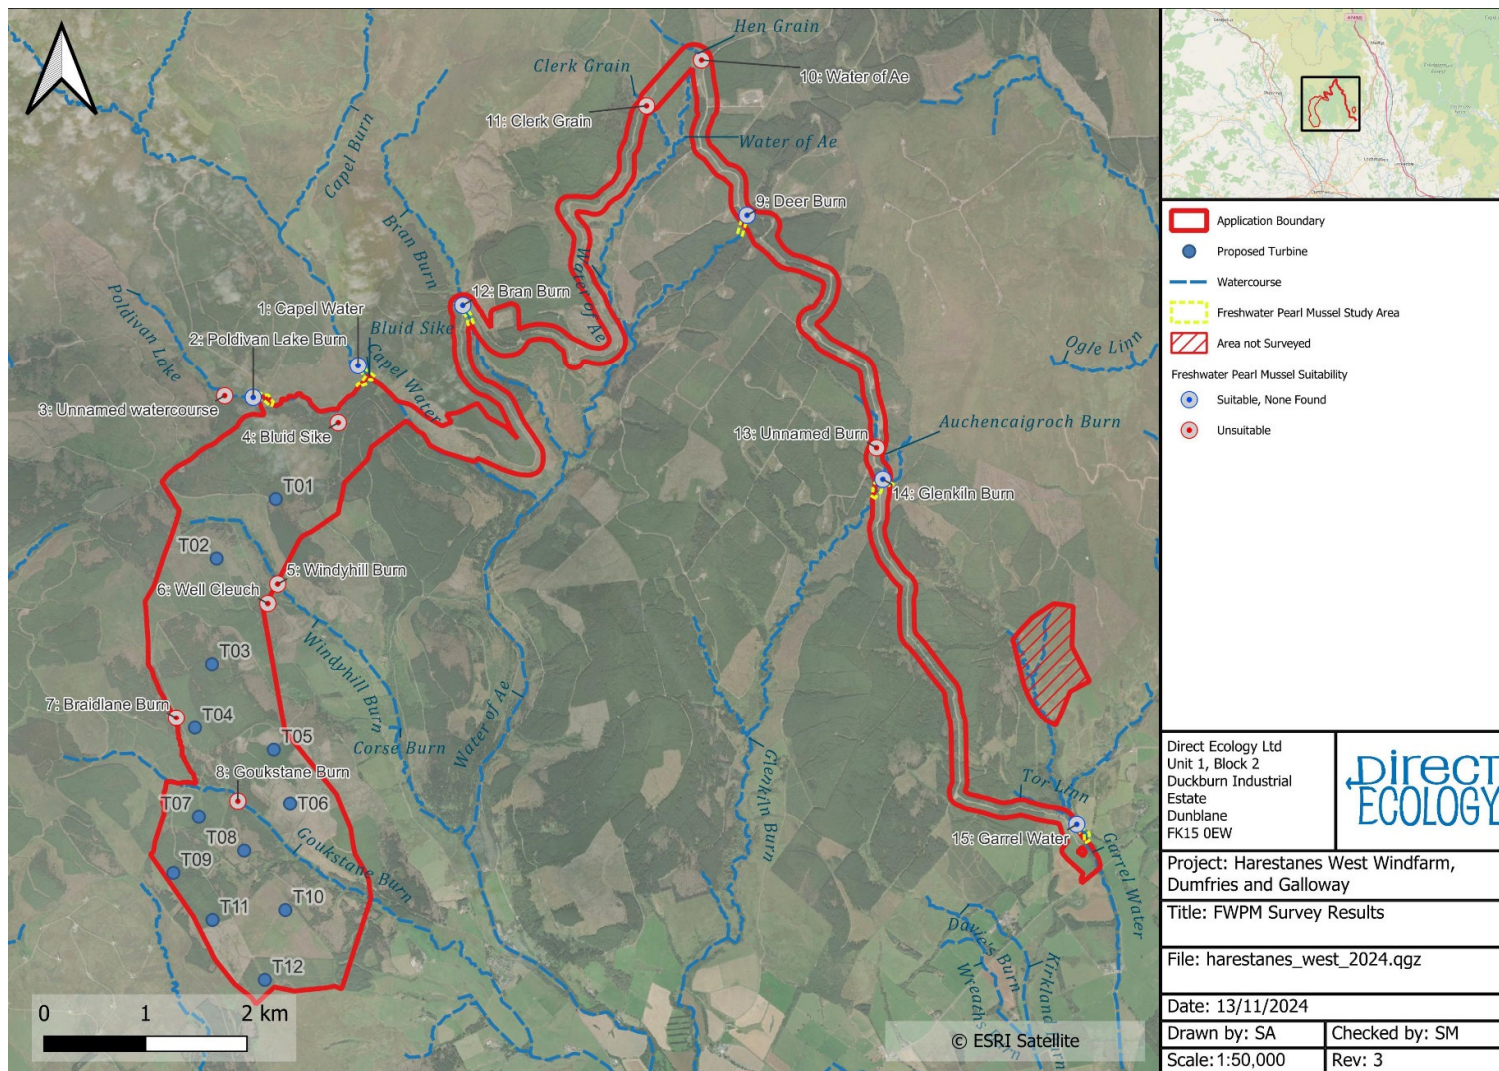 Hen Grain
Clerk Grain
10: Water of Ae
11: Clerk Grain
Water of Ae
Capel Burn
9: Deer Burn
Bran Burn
Water of Ae
12: Bran Burn
Poldivan Lake
1: Capel Water
Bluid Sike
2: Poldivan Lake Burn
Capel Water
Ogle Linn
3: Unnamed watercourse
4: Bluid Sike
13: Unnamed Burn
Auchencaigroch Burn
14: Glenkiln Burn
T01
T02
5: Windyhill Burn
6: Well Cleuch
T03
Windyhill Burn
7: Braidlane Burn
T04
T05
Corse Burn
Water of Ae
8: Goukstane Burn
Glenkiln Burn
Tor Linn
T07
T06
T08
15: Garrel Water
Garrel Water
T09
Goukstane Burn
T10
T11
Davie's Burn
Kirkland Burn
Wreaths Burn
T12
0 1 2 km
© ESRI Satellite
Application Boundary
Proposed Turbine
Watercourse
Freshwater Pearl Mussel Study Area
Area not Surveyed
Freshwater Pearl Mussel Suitability
Suitable, None Found
Unsuitable
Direct Ecology Ltd
Unit 1, Block 2
Duckburn Industrial
Estate
Dunblane
FK15 0EW
Direct
ECOLOGY
Project: Harestanes West Windfarm,
Dumfries and Galloway
Title: FWPM Survey Results
File: harestanes_west_2024.qgz
Date: 13/11/2024
Drawn by: SA
Checked by: SM
Scale:1:50,000
Rev: 3